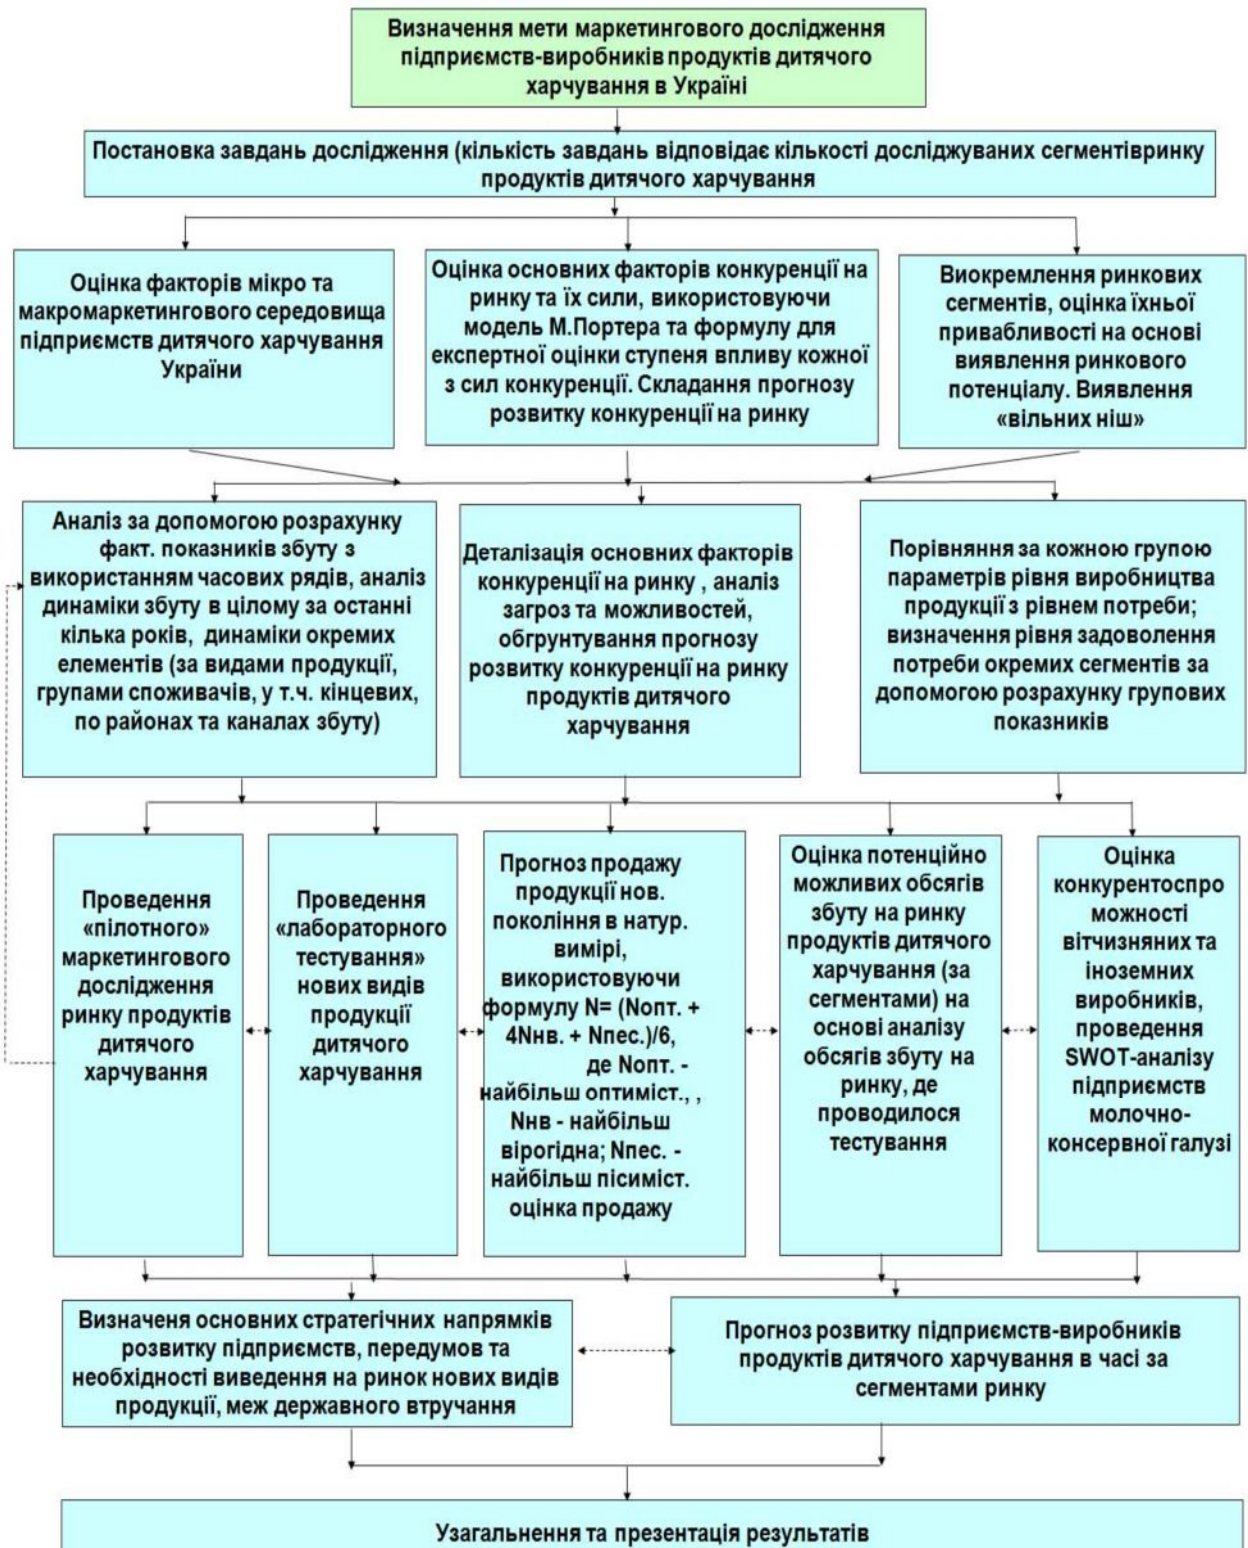 Визначення мети маркетингового дослідження
підприємств-виробників продуктів дитячого
харчування в Україні
Постановка завдань дослідження (кількість завдань відповідає кількості досліджуваних сегментівринку
продуктів дитячого харчування
Оцінка факторів мікро та
макромаркетингового середовища
підприємств дитячого харчування
України
Оцінка основних факторів конкуренції на
ринку та їх сили, використовуючи
модель М.Портера та формулу для
експертної оцінки ступеня впливу кожної
з сил конкуренції. Складання прогнозу
розвитку конкуренції на ринку
Виокремлення ринкових
сегментів, оцінка їхньої
привабливості на основі
виявлення ринкового
потенціалу. Виявлення
«вільних ніш»
Аналіз за допомогою розрахунку
факт. показників збуту з
використанням часових рядів, аналіз
динаміки збуту в цілому за останні
кілька років, динаміки окремих
елементів (за видами продукції,
групами споживачів, у т.ч. кінцевих,
по районах та каналах збуту)
Деталізація основних факторів
конкуренції на ринку , аналіз
загроз та можливостей,
обгрунтування прогнозу
розвитку конкуренції на ринку
продуктів дитячого
харчування
Порівняння за кожною групою
параметрів рівня виробництва
продукції з рівнем потреби;
визначення рівня задоволення
потреби окремих сегментів за
допомогою розрахунку групових
показників
Проведення
«пілотного»
маркетингового
дослідження
ринку продуктів
дитячого
харчування
Проведення
«лабораторного
тестування»
нових видів
продукції
дитячого
харчування
Прогноз продажу
продукції нов.
покоління в натур.
вимірі,
використовуючи
формулу N= (Nопт. +
4Nнв. + Nпес.)/6,
де Nопт. -
найбільш оптиміст., ,
Nнв - найбільш
вірогідна; Nпес. -
найбільш пісиміст.
оцінка продажу
Оцінка потенційно
можливих обсягів
збуту на ринку
продуктів дитячого
харчування (за
сегментами) на
основі аналізу
обсягів збуту на
ринку, де
проводилося
тестування
Оцінка
конкурентоспро
можності
вітчизняних та
іноземних
виробників,
проведення
SWOT-аналізу
підприємств
молочно-
консервної галузі
Визначеня основних стратегічних напрямків
розвитку підприємств, передумов та
необхідності виведення на ринок нових видів
продукції, меж державного втручання
Прогноз розвитку підприємств-виробників
продуктів дитячого харчування в часі за
сегментами ринку
Узагальнення та презентація результатів